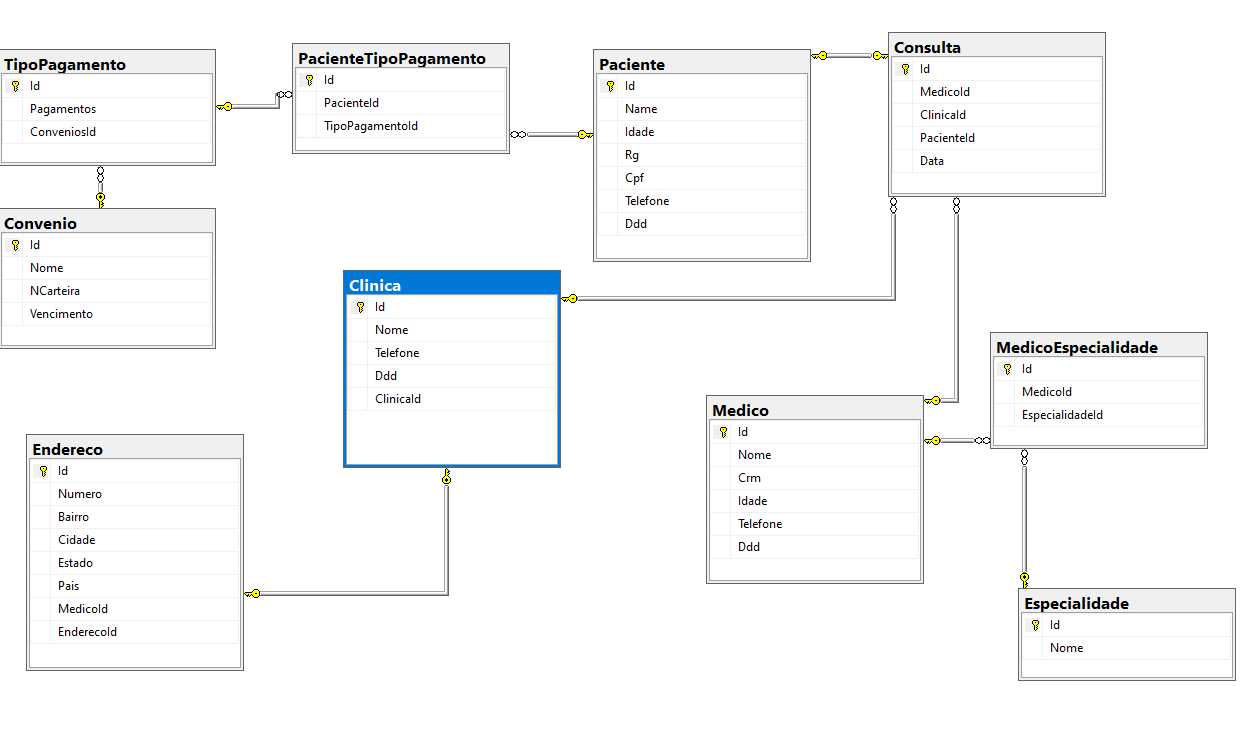 TipoPagamento
Id
Pagamentos
ConveniosId
PacienteTipoPagamento
Id
PacienteId
TipoPagamentoId
Paciente
Id
Name
Idade
Rg
Cpf
Telefone
Ddd
Consulta
Id
MedicoId
ClinicaId
PacienteId
Data
Convenio
Id
Nome
NCarteira
Vencimento
Clinica
Id
Nome
Telefone
Ddd
ClinicaId
MedicoEspecialidade
Id
MedicoId
EspecialidadeId
Medico
Id
Nome
Crm
Idade
Telefone
Ddd
Endereco
Id
Numero
Bairro
Cidade
Estado
Pais
MedicoId
EnderecoId
Especialidade
Id
Nome